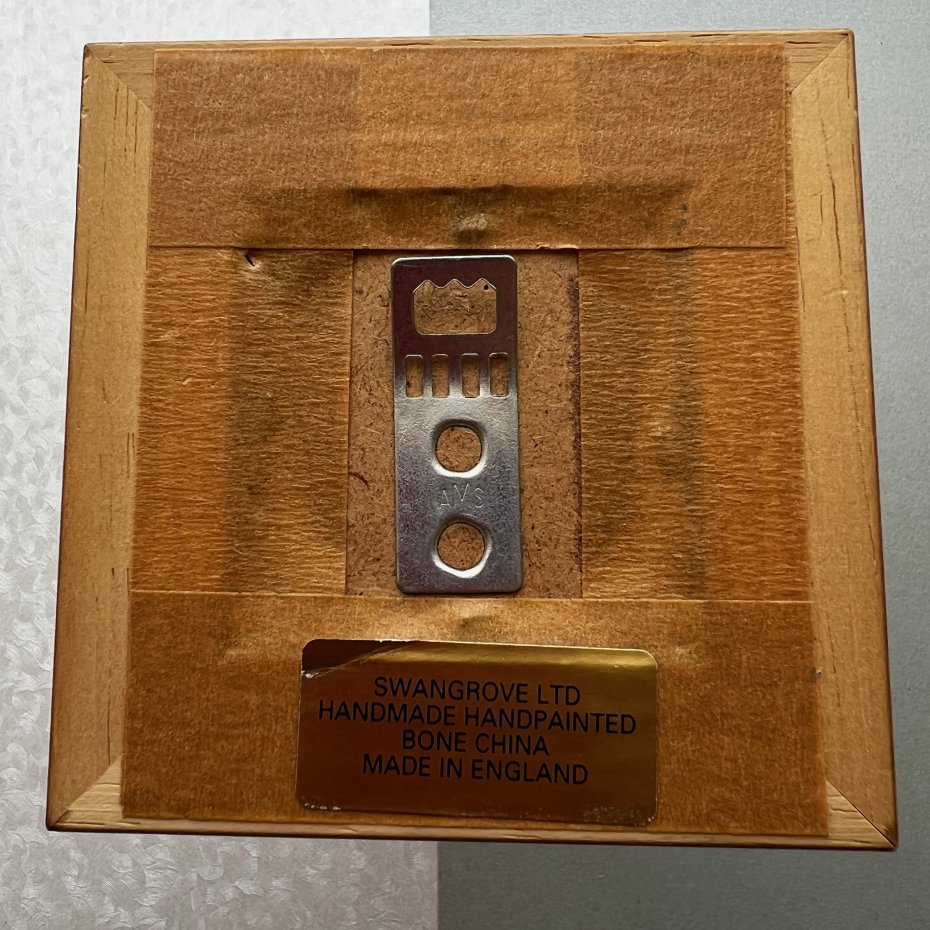 AVS
SWANGROVE LTD
HANDMADE HANDPAINTED
BONE CHINA
MADE IN ENGLAND